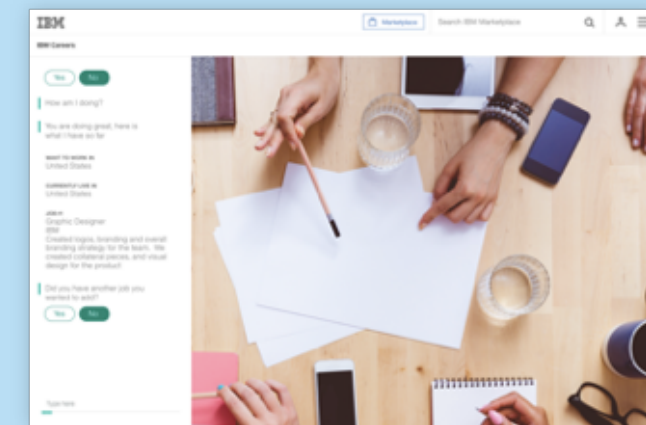 IBM
Marketplace
Search IBM Marketplace
IBM Careers
Yes No
How am I doing?
You are doing great, here is
what I have so far
WANT TO WORK IN
United States
CURRENTLY LIVE IN
United States
JOB #1
Graphic Designer
IBM
Created logos, branding and overall
branding strategy for the team. We
created collateral pieces, and visual
design for the product
Did you have another job you
wanted to add?
Yes No
Type here